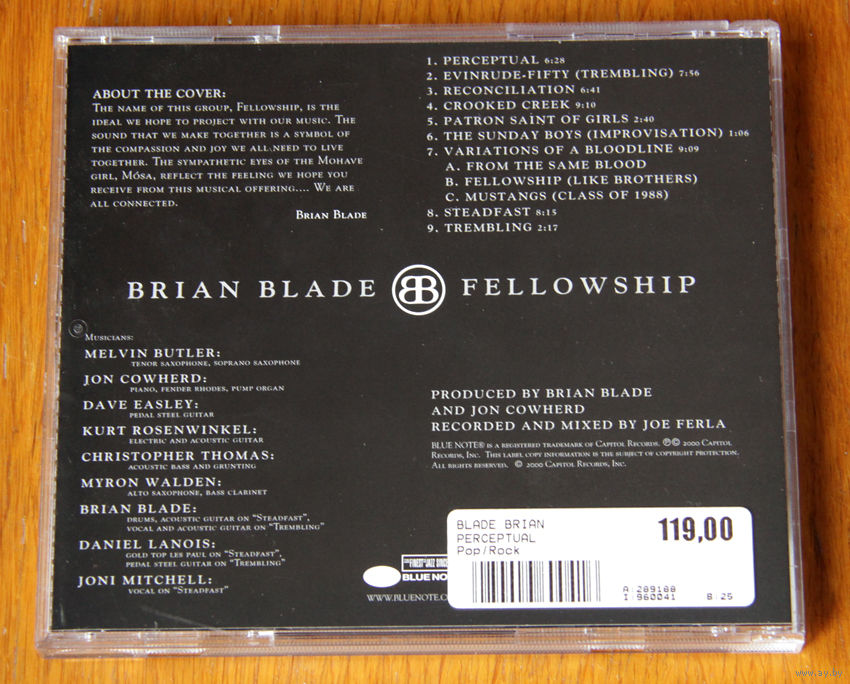 ABOUT THE COVER:
THE NAME OF THIS GROUP, FELLOWSHIP, IS THE
IDEAL WE HOPE TO PROJECT WITH OUR MUSIC. THE
SOUND THAT WE MAKE TOGETHER IS A SYMBOL OF
THE COMPASSION AND JOY WE ALL NEED TO LIVE
TOGETHER. THE SYMPATHETIC EYES OF THE MOHAVE
GIRL, MÓSA, REFLECT THE FEELING WE HOPE YOU
RECEIVE FROM THIS MUSICAL OFFERING.... WE ARE
ALL CONNECTED.
BRIAN BLADE
1. PERCEPTUAL 6:28
2. EVINRUDE-FIFTY (TREMBLING) 7:56
3. RECONCILIATION 6:41
4. CROOKED CREEK 9:10
5. PATRON SAINT OF GIRLS 2:40
6. THE SUNDAY BOYS (IMPROVISATION) 1:06
7. VARIATIONS OF A BLOODLINE 9:09
A. FROM THE SAME BLOOD
B. FELLOWSHIP (LIKE BROTHERS)
C. MUSTANGS (CLASS OF 1988)
8. STEADFAST 8:15
9. TREMBLING 2:17
BRIAN BLADE BB FELLOWSHIP
MUSICIANS:
MELVIN BUTLER:
TENOR SAXOPHONE, SOPRANO SAXOPHONE
JON COWHERD:
PIANO, FENDER RHODES, PUMP ORGAN
DAVE EASLEY:
PEDAL STEEL GUITAR
KURT ROSENWINKEL:
ELECTRIC AND ACOUSTIC GUITAR
CHRISTOPHER THOMAS:
ACOUSTIC BASS AND GRUNTING
MYRON WALDEN:
ALTO SAXOPHONE, BASS CLARINET
BRIAN BLADE:
DRUMS, ACOUSTIC GUITAR ON "STEADFAST",
VOCAL AND ACOUSTIC GUITAR ON "TREMBLING"
DANIEL LANOIS:
GOLD TOP LES PAUL ON "STEADFAST",
PEDAL STEEL GUITAR ON "TREMBLING"
JONI MITCHELL:
VOCAL ON "STEADFAST"
PRODUCED BY BRIAN BLADE
AND JON COWHERD
RECORDED AND MIXED BY JOE FERLA
BLUE NOTE® IS A REGISTERED TRADEMARK OF CAPITOL RECORDS. ℗© 2000 CAPITOL
RECORDS, INC. THIS LABEL COPY INFORMATION IS THE SUBJECT OF COPYRIGHT PROTECTION.
ALL RIGHTS RESERVED. © 2000 CAPITOL RECORDS, INC.
FINEST JAZZ SINC
BLUE NOTE
WWW.BLUENOTE.C
BLADE BRIAN
PERCEPTUAL
Pop/Rock
119,00
A:289188
I:960041 8:25
www.ay.by